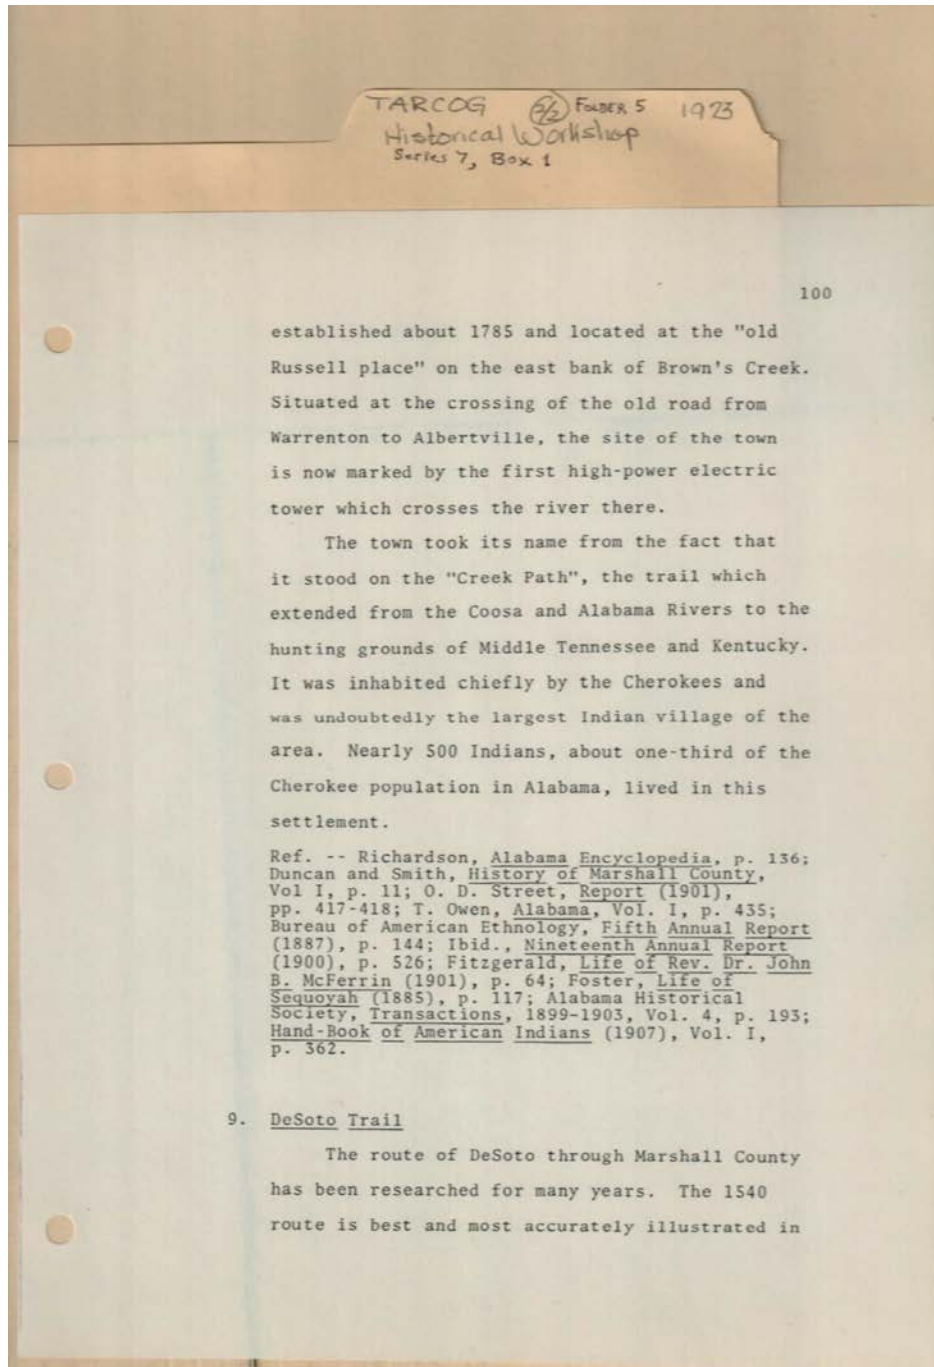 TARCOG 2/2 FOLDER 5 1973
Historical Workshop
Series 7, Box 1
100
established about 1785 and located at the "old
Russell place" on the east bank of Brown's Creek.
Situated at the crossing of the old road from
Warrenton to Albertville, the site of the town
is now marked by the first high-power electric
tower which crosses the river there.
The town took its name from the fact that
it stood on the "Creek Path", the trail which
extended from the Coosa and Alabama Rivers to the
hunting grounds of Middle Tennessee and Kentucky.
It was inhabited chiefly by the Cherokees and
was undoubtedly the largest Indian village of the
area. Nearly 500 Indians, about one-third of the
Cherokee population in Alabama, lived in this
settlement.
Ref. -- Richardson, Alabama Encyclopedia, p. 136;
Duncan and Smith, History of Marshall County,
Vol I, p. 11; O. D. Street, Report (1901),
pp. 417-418; T. Owen, Alabama, Vol. I, p. 435;
Bureau of American Ethnology, Fifth Annual Report
(1887), p. 144; Ibid., Nineteenth Annual Report
(1900), p. 526; Fitzgerald, Life of Rev. Dr. John
B. McFerrin (1901), p. 64; Foster, Life of
Sequoyah (1885), p. 117; Alabama Historical
Society, Transactions, 1899-1903, Vol. 4, p. 193;
Hand-Book of American Indians (1907), Vol. I,
p. 362.
9. DeSoto Trail
The route of DeSoto through Marshall County
has been researched for many years. The 1540
route is best and most accurately illustrated in